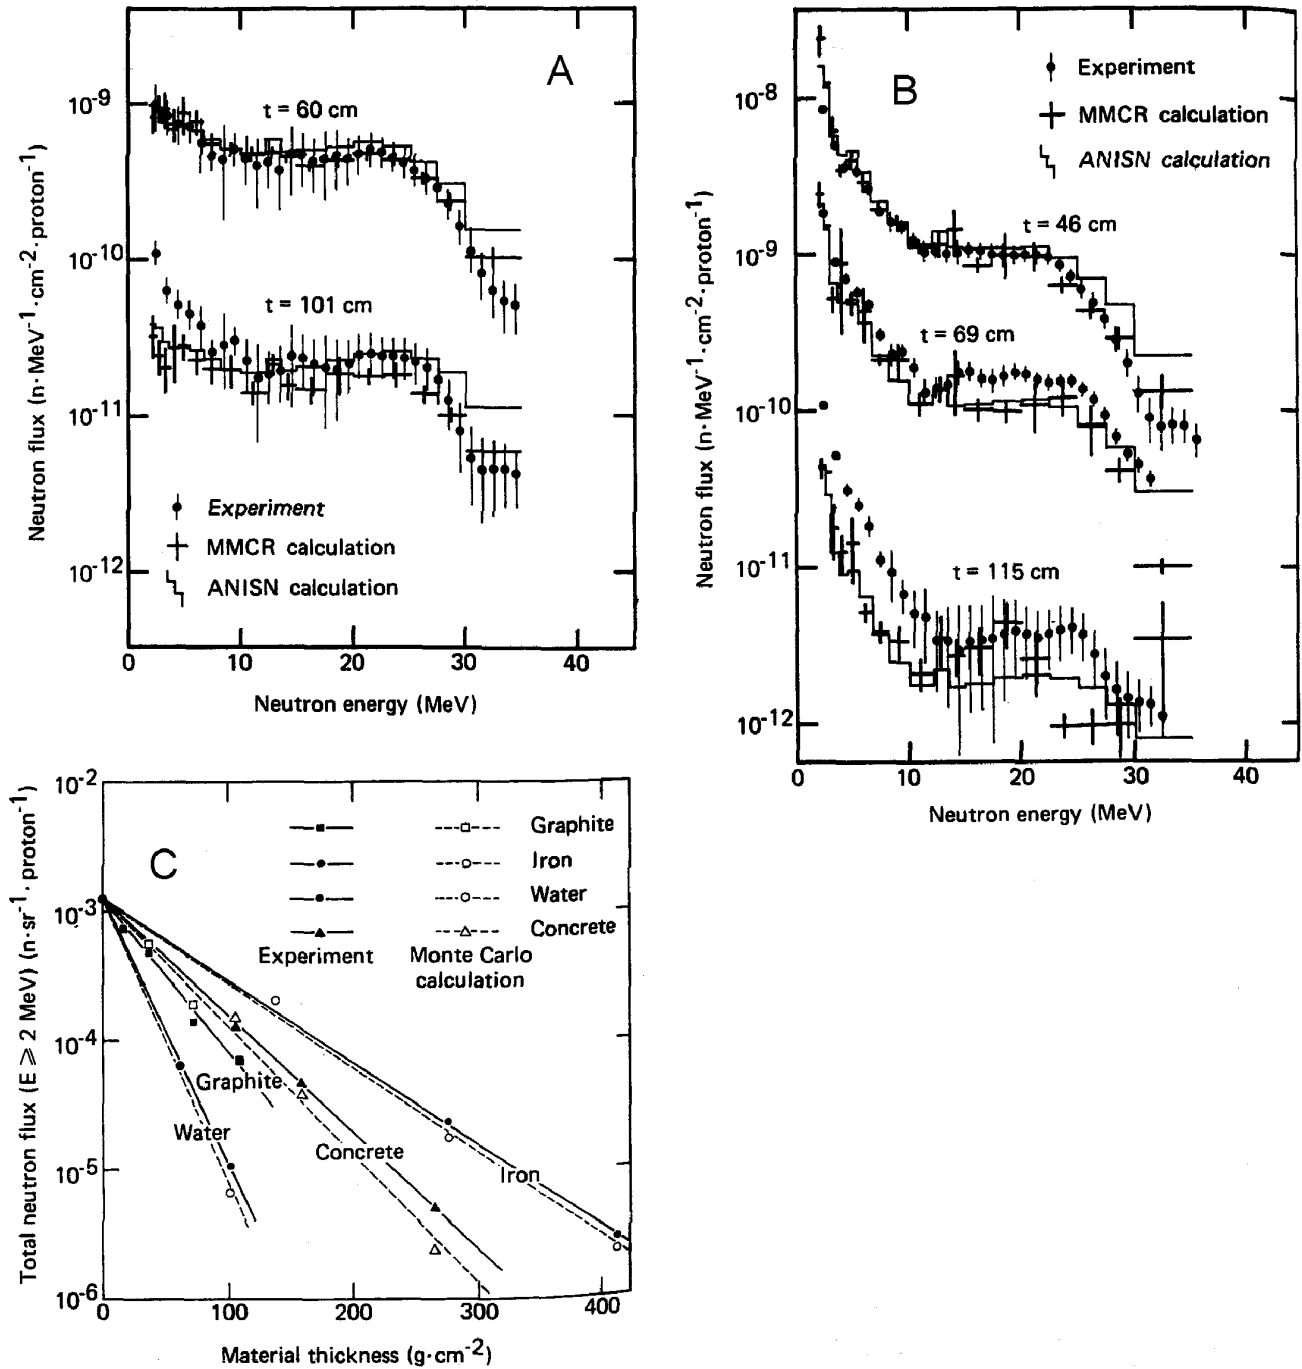 A
10-9
t = 60 cm
10-10
t = 101 cm
10-11
10-12
Experiment
MMCR calculation
ANISN calculation
0 10 20 30 40
Neutron energy (MeV)
Neutron flux (n·MeV-1·cm-2·proton-1)
B
Experiment
MMCR calculation
ANISN calculation
10-8
t = 46 cm
10-9
t = 69 cm
10-10
t = 115 cm
10-11
10-12
0 10 20 30 40
Neutron energy (MeV)
Neutron flux (n·MeV-1·cm-2·proton-1)
C
10-2
Graphite
Iron
Water
Concrete
Experiment
Monte Carlo
calculation
10-3
10-4
Graphite
Water
Concrete
Iron
10-5
10-6
0 100 200 300 400
Material thickness (g·cm-2)
Total neutron flux (E ⩾ 2 MeV) (n·sr-1·proton-1)